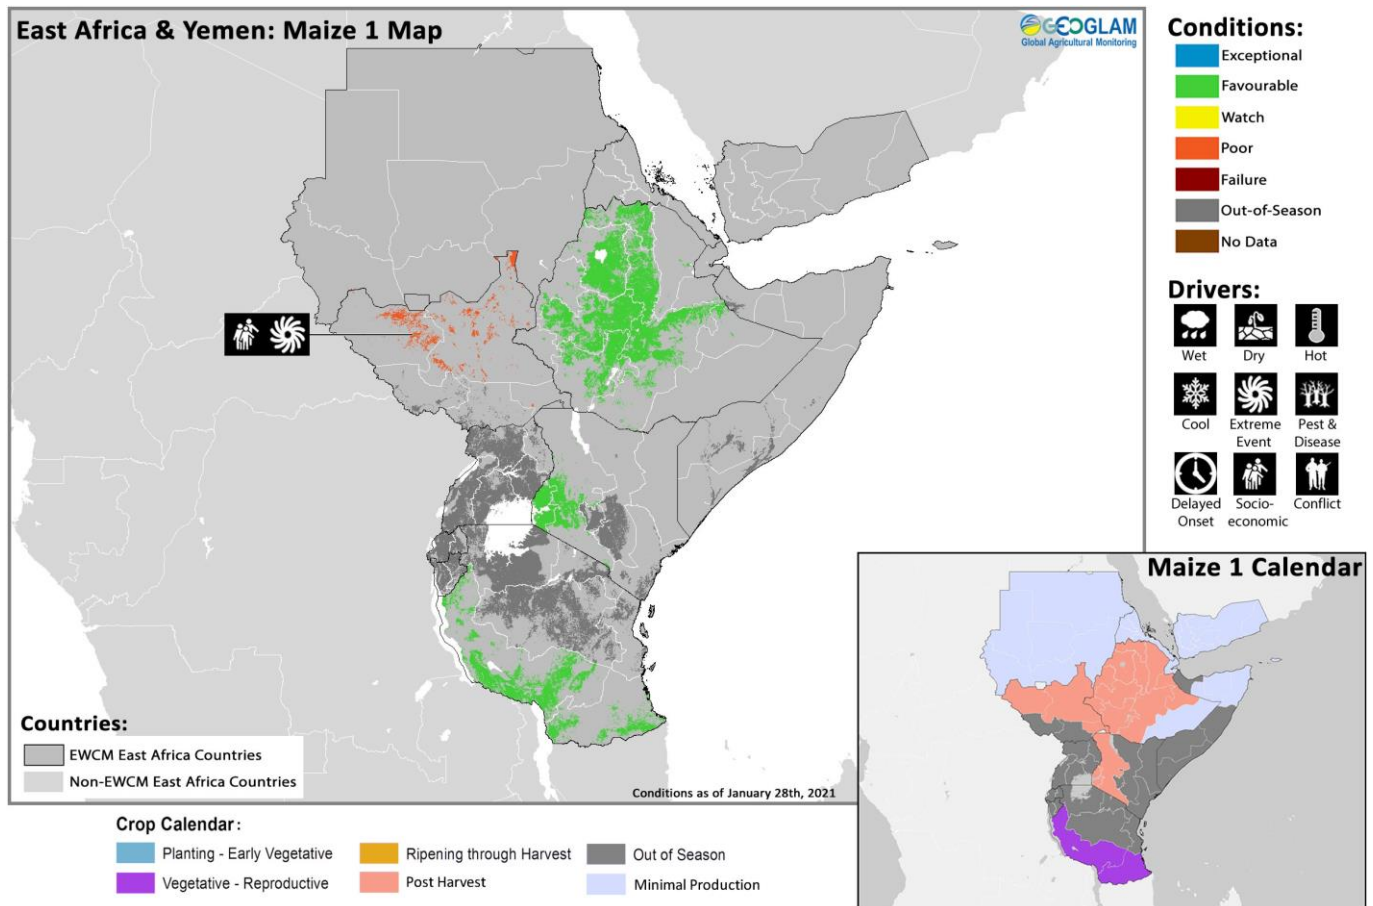 East Africa & Yemen: Maize 1 Map
GEOGLAM
Global Agricultural Monitoring
Conditions:
Exceptional
Favourable
Watch
Poor
Failure
Out-of-Season
No Data
Drivers:
Wet
Dry
Hot
Cool
Extreme
Event
Pest &
Disease
Delayed
Onset
Socio-
economic
Conflict
Countries:
EWCM East Africa Countries
Non-EWCM East Africa Countries
Conditions as of January 28th, 2021
Maize 1 Calendar
Crop Calendar:
Planting - Early Vegetative
Ripening through Harvest
Out of Season
Vegetative - Reproductive
Post Harvest
Minimal Production